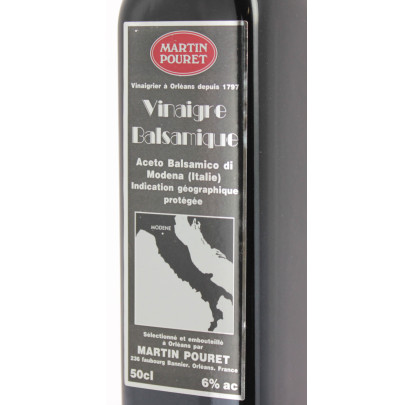 MARTIN
POURET
Vinaigrier à Orléans depuis 1797
Vinaigre
Balsamique
Aceto Balsamico di
Modena (Italie)
Indication géographique
protégée
MODENE
Sélectionné et embouteillé
à Orléans par
MARTIN POURET
236 faubourg Bannier. Orléans. France
50cl
6% ac